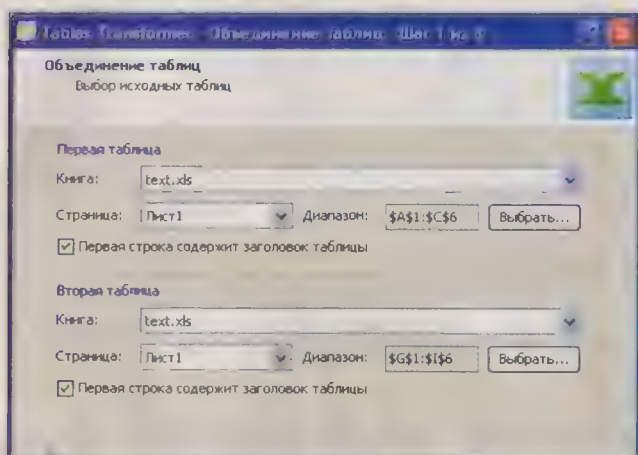 Tables Transformer - Объединение таблиц. Шаг 1 из
Объединение таблиц
Выбор исходных таблиц
Первая таблица
Книга: text.xls
Страница: Лист1 Диапазон: $A$1:$C$6 Выбрать...
Первая строка содержит заголовок таблицы
Вторая таблица
Книга: text.xls
Страница: Лист1 Диапазон: $G$1:$I$6 Выбрать...
Первая строка содержит заголовок таблицы